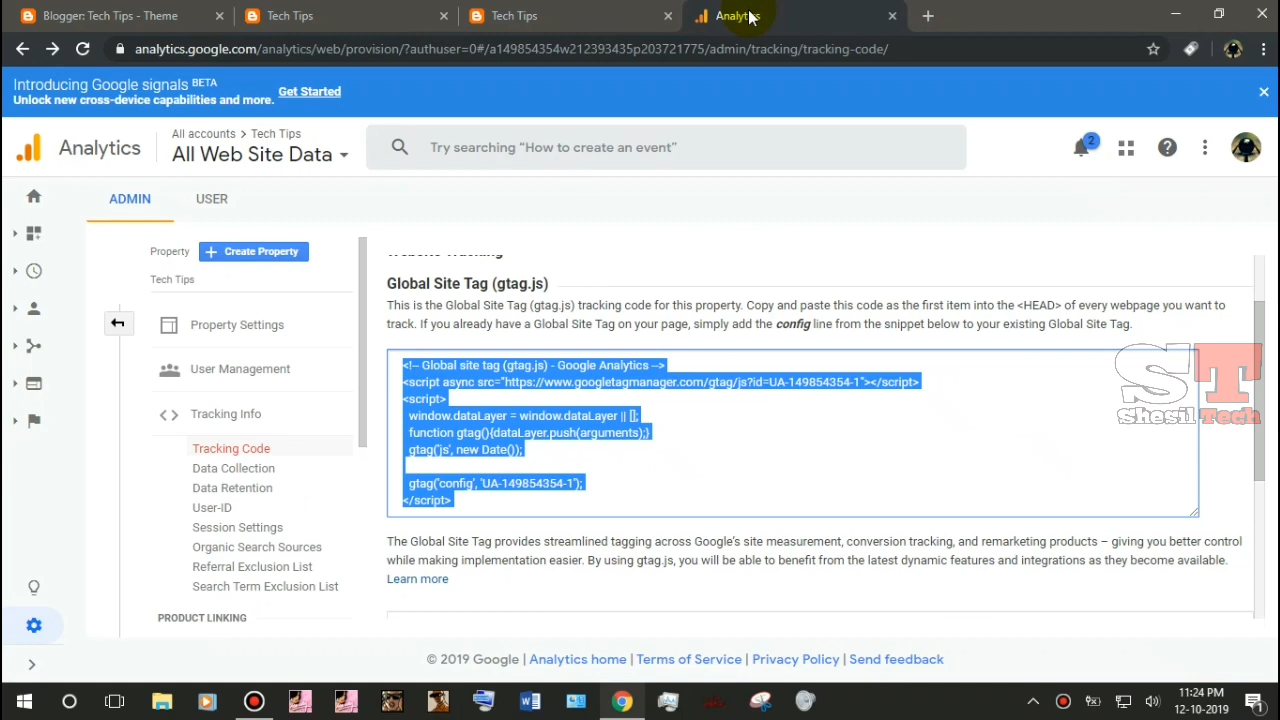 Blogger: Tech Tips - Theme
Tech Tips
Tech Tips
Analytics
analytics.google.com/analytics/web/provision/?authuser=0#/a149854354w212393435p203721775/admin/tracking/tracking-code/
Introducing Google signals BETA
Unlock new cross-device capabilities and more.
Get Started
Analytics
All accounts > Tech Tips
All Web Site Data
Try searching "How to create an event"
2
ADMIN
USER
Property
+ Create Property
Tech Tips
Property Settings
User Management
Tracking Info
Tracking Code
Data Collection
Data Retention
User-ID
Session Settings
Organic Search Sources
Referral Exclusion List
Search Term Exclusion List
PRODUCT LINKING
Website Tracking
Global Site Tag (gtag.js)
This is the Global Site Tag (gtag.js) tracking code for this property. Copy and paste this code as the first item into the <HEAD> of every webpage you want to
track. If you already have a Global Site Tag on your page, simply add the config line from the snippet below to your existing Global Site Tag.
<!-- Global site tag (gtag.js) - Google Analytics -->
<script async src="https://www.googletagmanager.com/gtag/js?id=UA-149854354-1"></script>
<script>
window.dataLayer = window.dataLayer || [];
function gtag(){dataLayer.push(arguments);}
gtag('js', new Date());
gtag('config', 'UA-149854354-1');
</script>
The Global Site Tag provides streamlined tagging across Google's site measurement, conversion tracking, and remarketing products – giving you better control
while making implementation easier. By using gtag.js, you will be able to benefit from the latest dynamic features and integrations as they become available.
Learn more
ST
Shesil Tech
© 2019 Google | Analytics home | Terms of Service | Privacy Policy | Send feedback
11:24 PM
12-10-2019
1